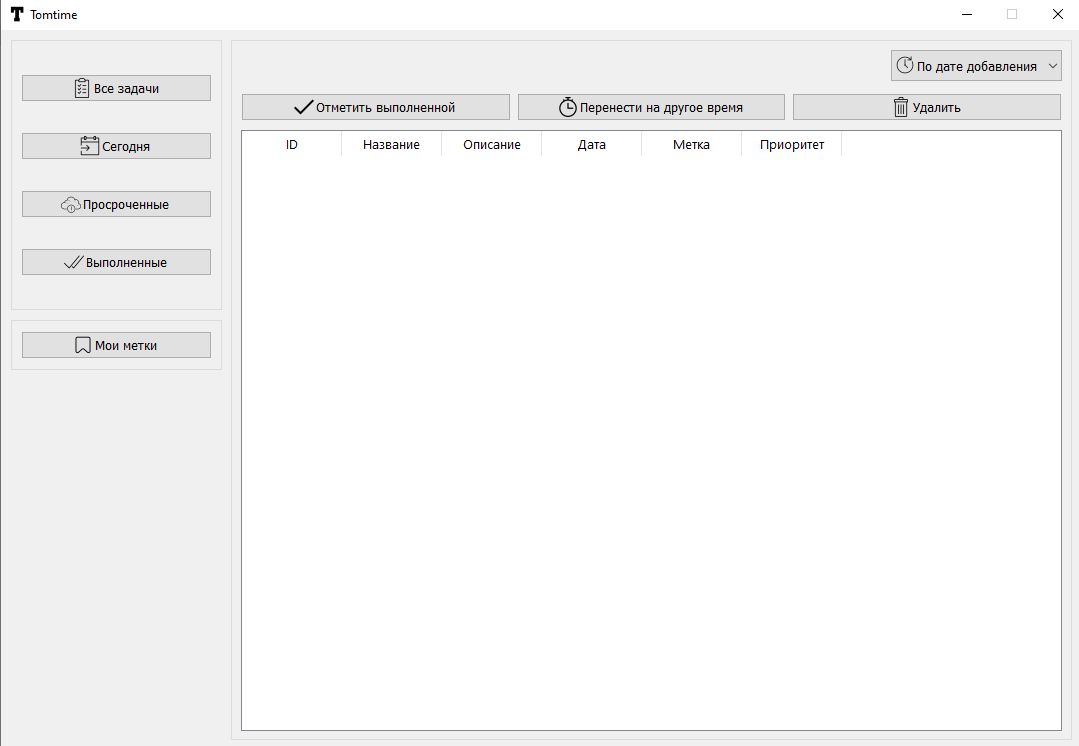 Tomtime
Все задачи
Сегодня
Просроченные
Выполненные
Мои метки
По дате добавления
Отметить выполненной
Перенести на другое время
Удалить
ID Название Описание Дата Метка Приоритет